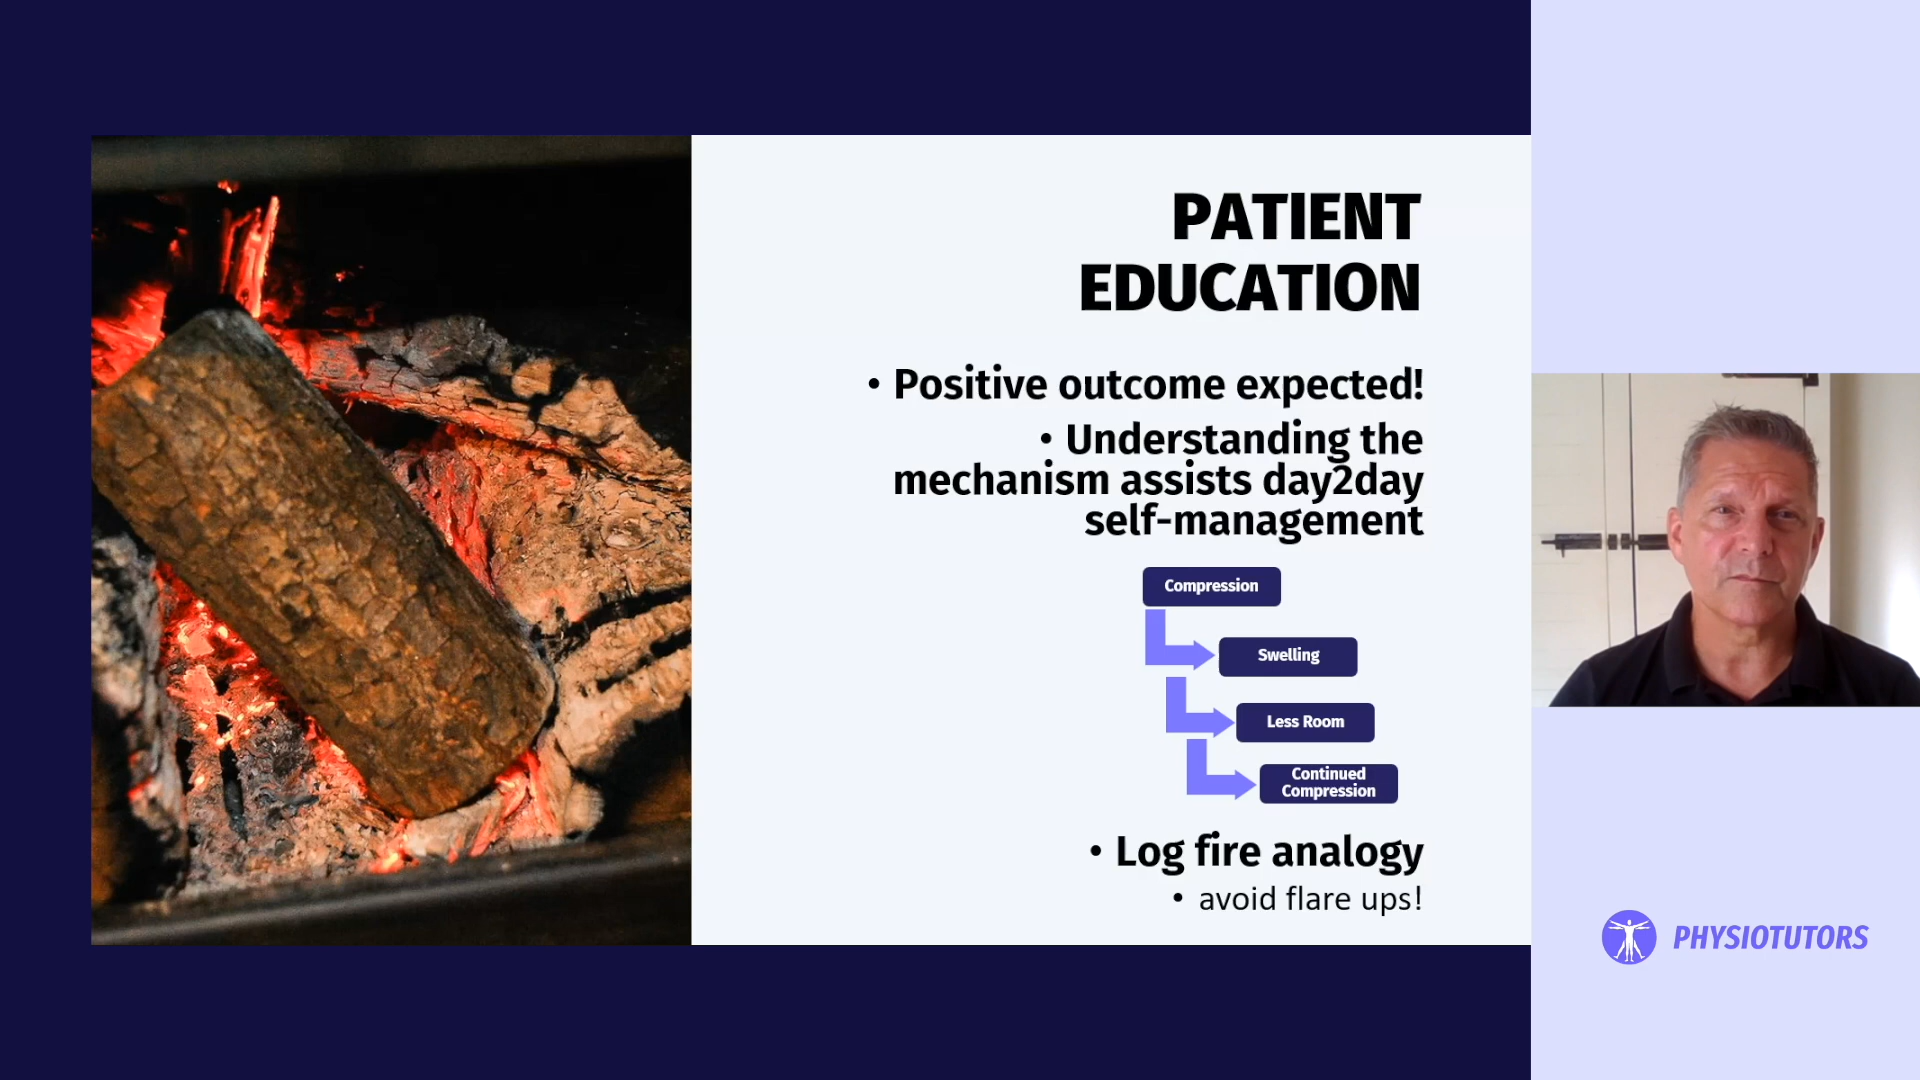 PATIENT
EDUCATION
• Positive outcome expected!
• Understanding the
mechanism assists day2day
self-management
Compression
Swelling
Less Room
Continued
Compression
• Log fire analogy
• avoid flare ups!
PHYSIOTUTORS